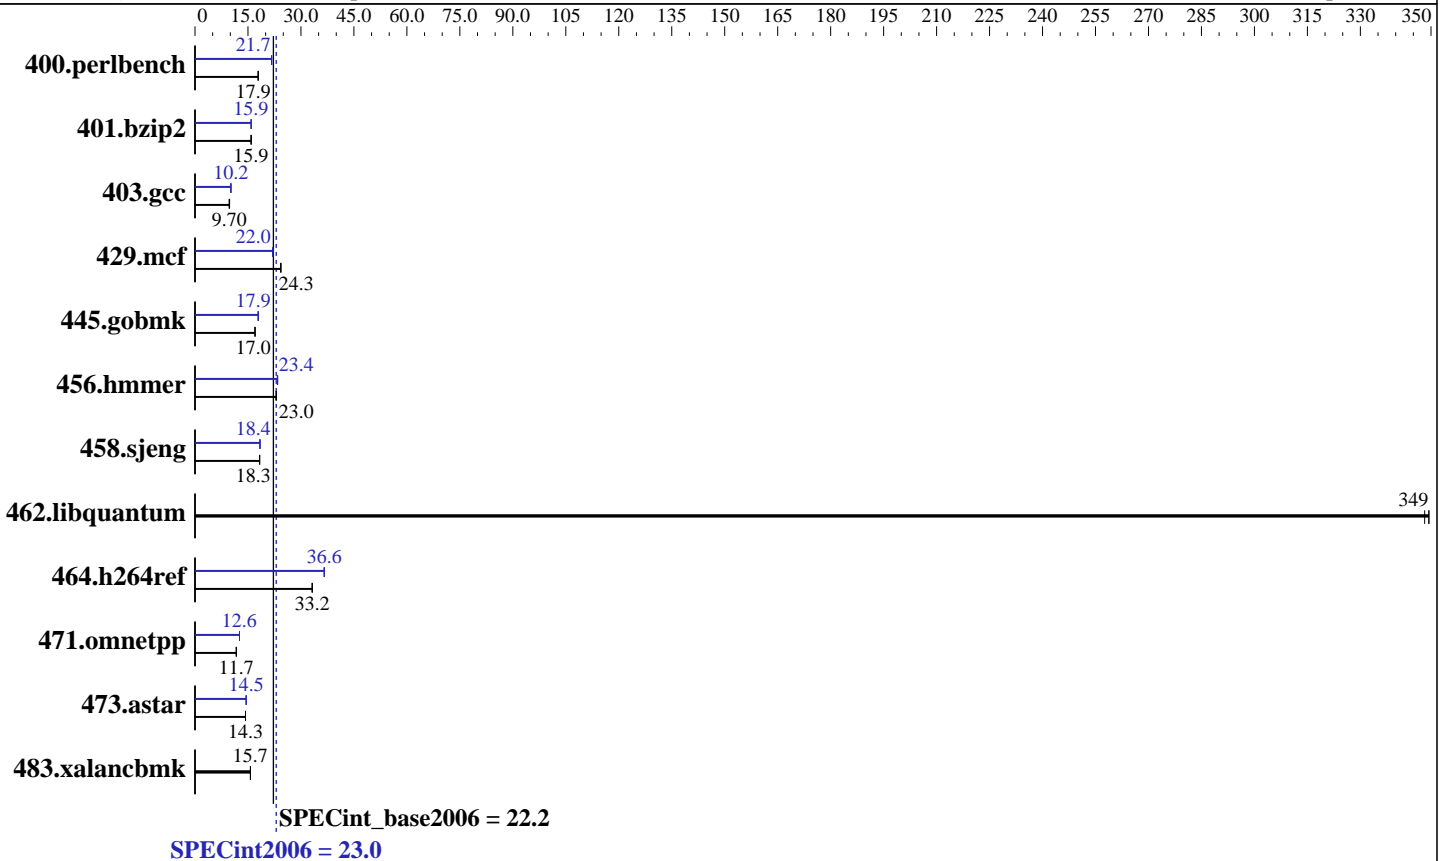 0 15.0 30.0 45.0 60.0 75.0 90.0 105 120 135 150 165 180 195 210 225 240 255 270 285 300 315 330 350
21.7
400.perlbench
17.9
15.9
401.bzip2
15.9
10.2
403.gcc
9.70
22.0
429.mcf
24.3
17.9
445.gobmk
17.0
23.4
456.hmmer
23.0
18.4
458.sjeng
18.3
349
462.libquantum
36.6
464.h264ref
33.2
12.6
471.omnetpp
11.7
14.5
473.astar
14.3
15.7
483.xalancbmk
SPECint_base2006 = 22.2
SPECint2006 = 23.0